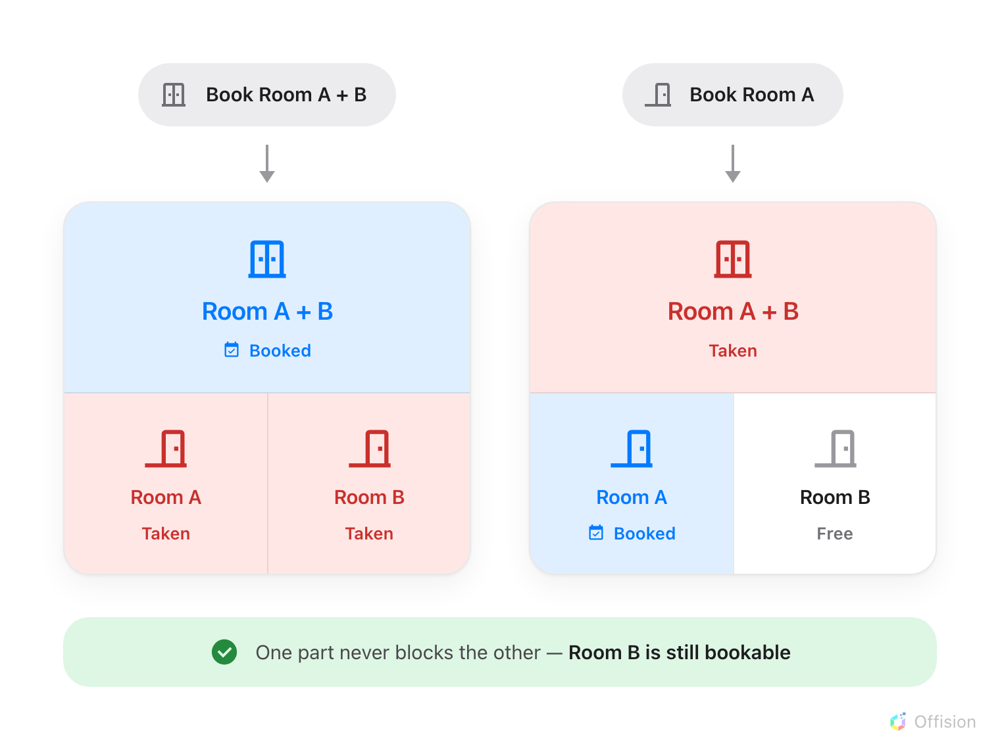 Book Room A + B
Book Room A
Room A + B
Booked
Room A
Taken
Room B
Taken
Room A + B
Taken
Room A
Booked
Room B
Free
One part never blocks the other — Room B is still bookable
Offision